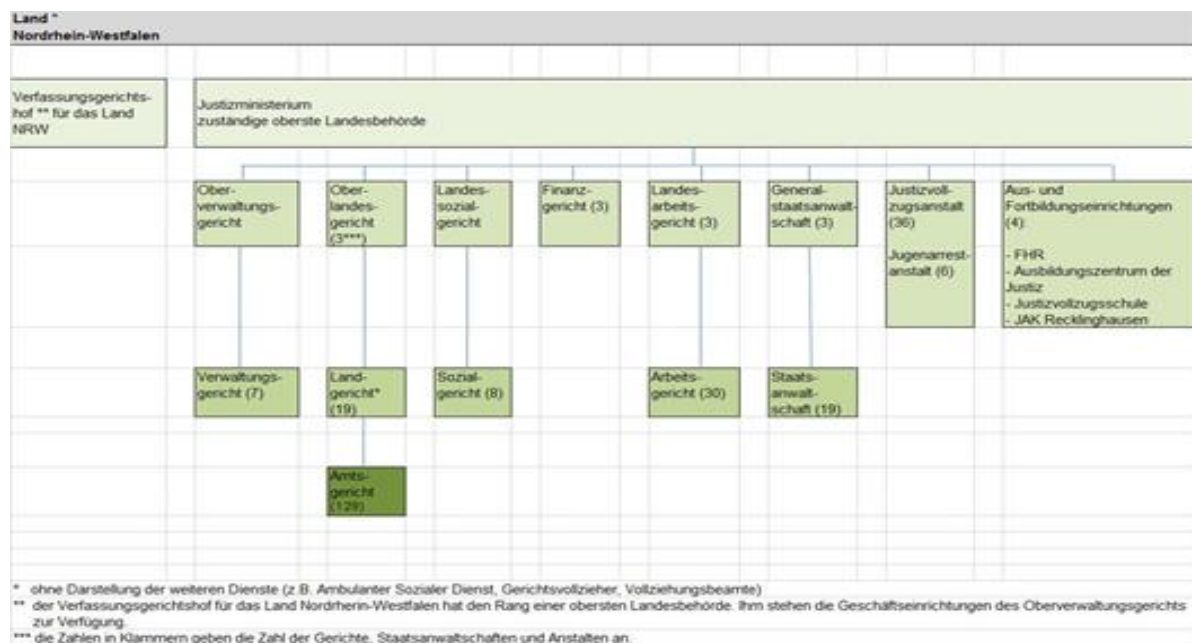 Land *
Nordrhein-Westfalen
Verfassungsgerichts-
hof ** für das Land
NRW
Justizministerium
zuständige oberste Landesbehörde
Ober-
verwaltungs-
gericht
Ober-
landes-
gericht
(3***)
Landes-
sozial-
gericht
Finanz-
gericht (3)
Landes-
arbeits-
gericht (3)
General-
staatsanwalt-
schaft (3)
Justizvoll-
zugsanstalt
(36)
Jugenarrest-
anstalt (6)
Aus- und
Fortbildungseinrichtungen
(4):
- FHR
- Ausbildungszentrum der
Justiz
- Justizvollzugsschule
- JAK Recklinghausen
Verwaltungs-
gericht (7)
Land-
gericht*
(19)
Sozial-
gericht (8)
Arbeits-
gericht (30)
Staats-
anwalt-
schaft (19)
Amts-
gericht
(129)
* ohne Darstellung der weiteren Dienste (z.B. Ambulanter Sozialer Dienst, Gerichtsvollzieher, Vollziehungsbeamte)
** der Verfassungsgerichtshof für das Land Nordrherin-Westfalen hat den Rang einer obersten Landesbehörde. Ihm stehen die Geschäftseinrichtungen des Oberverwaltungsgerichts
zur Verfügung.
*** die Zahlen in Klammern geben die Zahl der Gerichte, Staatsanwaltschaften und Anstalten an.